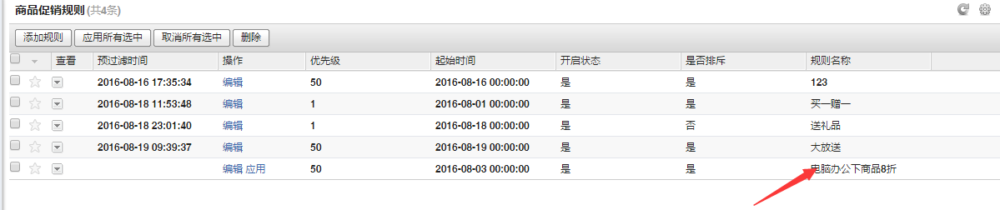 商品促销规则 (共4条)
添加规则 应用所有选中 取消所有选中 删除
查看 预过滤时间 操作 优先级 起始时间 开启状态 是否排斥 规则名称
2016-08-16 17:35:34 编辑 50 2016-08-16 00:00:00 是 是 123
2016-08-18 11:53:48 编辑 1 2016-08-01 00:00:00 是 是 买一赠一
2016-08-18 23:01:40 编辑 1 2016-08-18 00:00:00 是 否 送礼品
2016-08-19 09:39:37 编辑 50 2016-08-19 00:00:00 是 是 大放送
编辑 应用 50 2016-08-03 00:00:00 是 是 电脑办公下商品8折